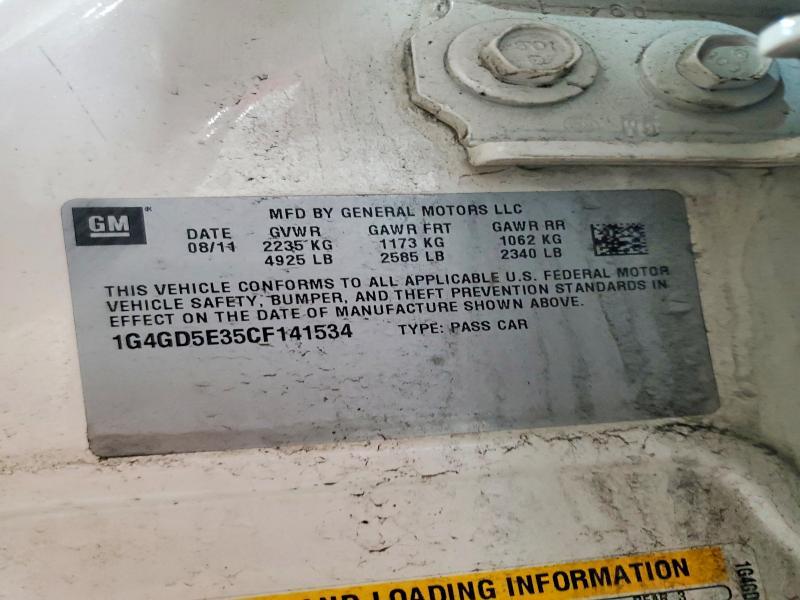 GM
MFD BY GENERAL MOTORS LLC
DATE GVWR GAWR FRT GAWR RR
08/11 2235 KG 1173 KG 1062 KG
4925 LB 2585 LB 2340 LB
THIS VEHICLE CONFORMS TO ALL APPLICABLE U.S. FEDERAL MOTOR
VEHICLE SAFETY, BUMPER, AND THEFT PREVENTION STANDARDS IN
EFFECT ON THE DATE OF MANUFACTURE SHOWN ABOVE.
1G4GD5E35CF141534 TYPE: PASS CAR
AND LOADING INFORMATION
1G4GD